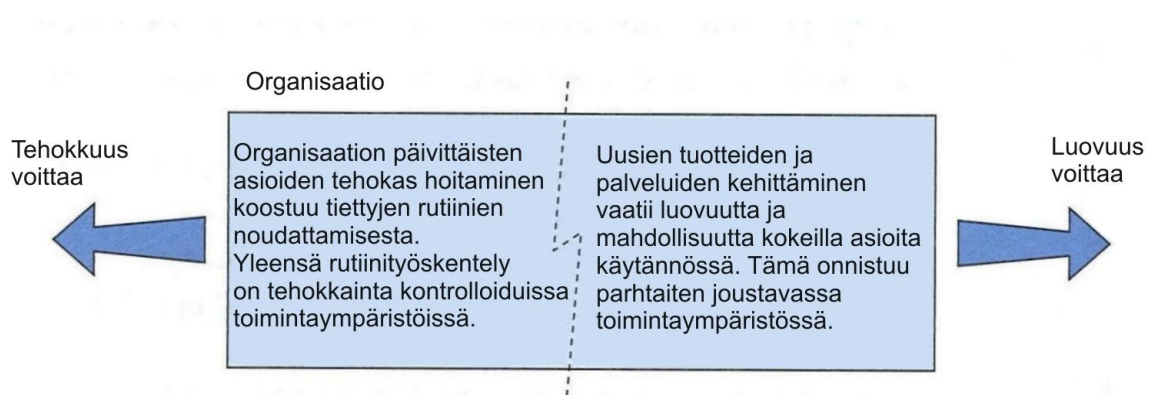 Organisaatio
Tehokkuus
voittaa
Organisaation päivittäisten
asioiden tehokas hoitaminen
koostuu tiettyjen rutiinien
noudattamisesta.
Yleensä rutiinityöskentely
on tehokkainta kontrolloiduissa
toimintaympäristöissä.
Uusien tuotteiden ja
palveluiden kehittäminen
vaatii luovuutta ja
mahdollisuutta kokeilla asioita
käytännössä. Tämä onnistuu
parhtaiten joustavassa
toimintaympäristössä.
Luovuus
voittaa